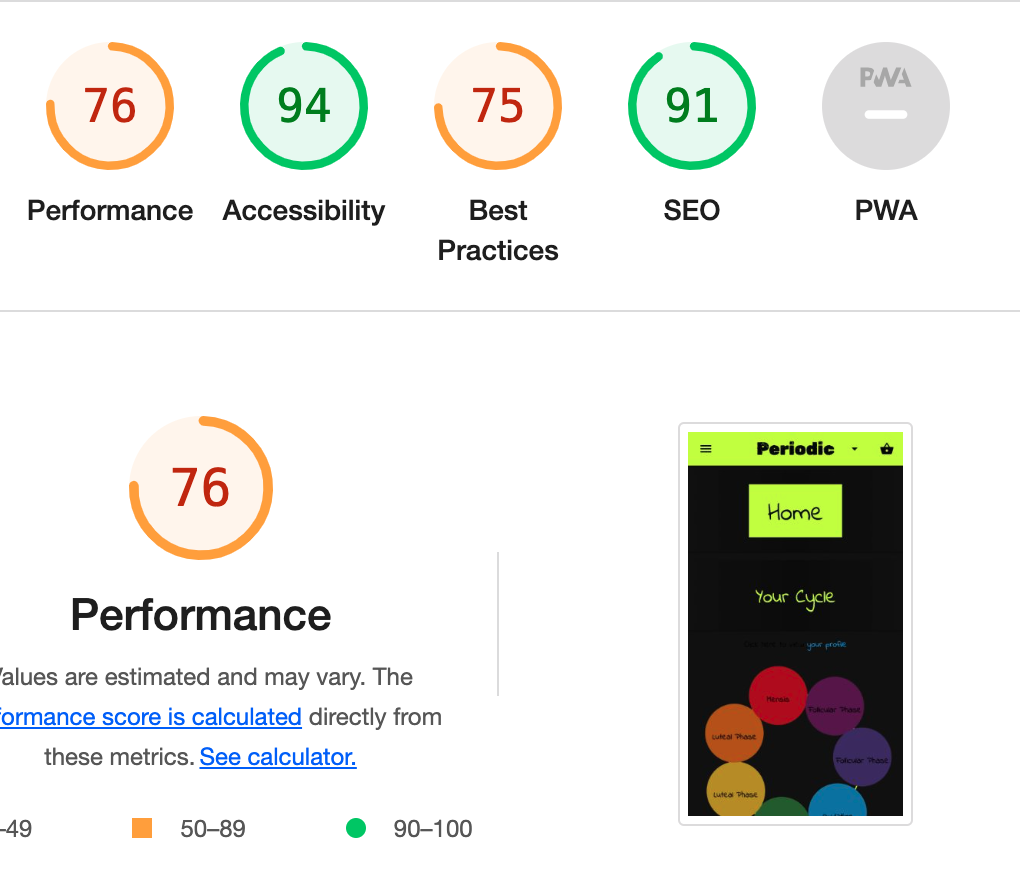 76
94
75
91
PWA
Performance
Accessibility
Best
Practices
SEO
PWA
76
Performance
Values are estimated and may vary. The
formance score is calculated directly from
these metrics. See calculator.
–49
50–89
90–100
Periodic
Home
Your Cycle
your profile
Menses
Follicular Phase
Luteal Phase
Follicular Phase
Luteal Phase